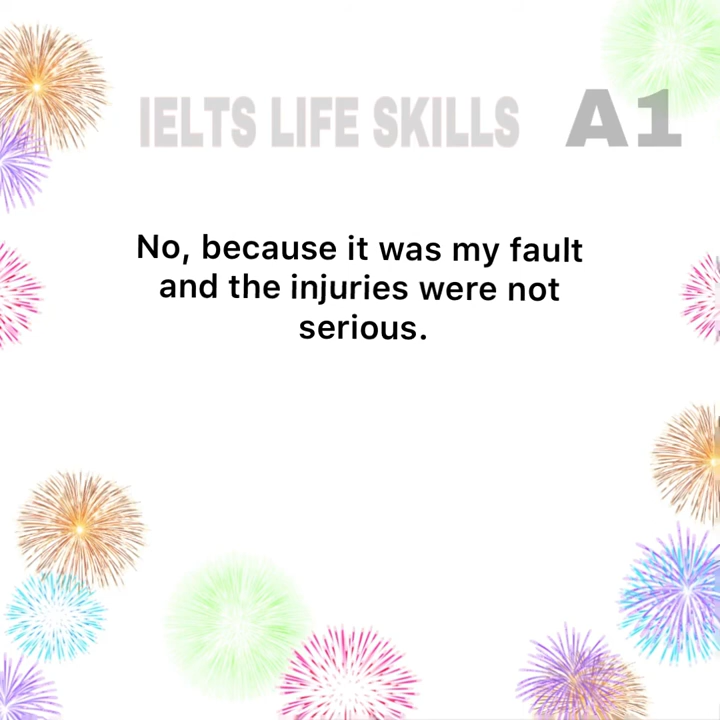 IELTS LIFE SKILLS A1
No, because it was my fault
and the injuries were not
serious.